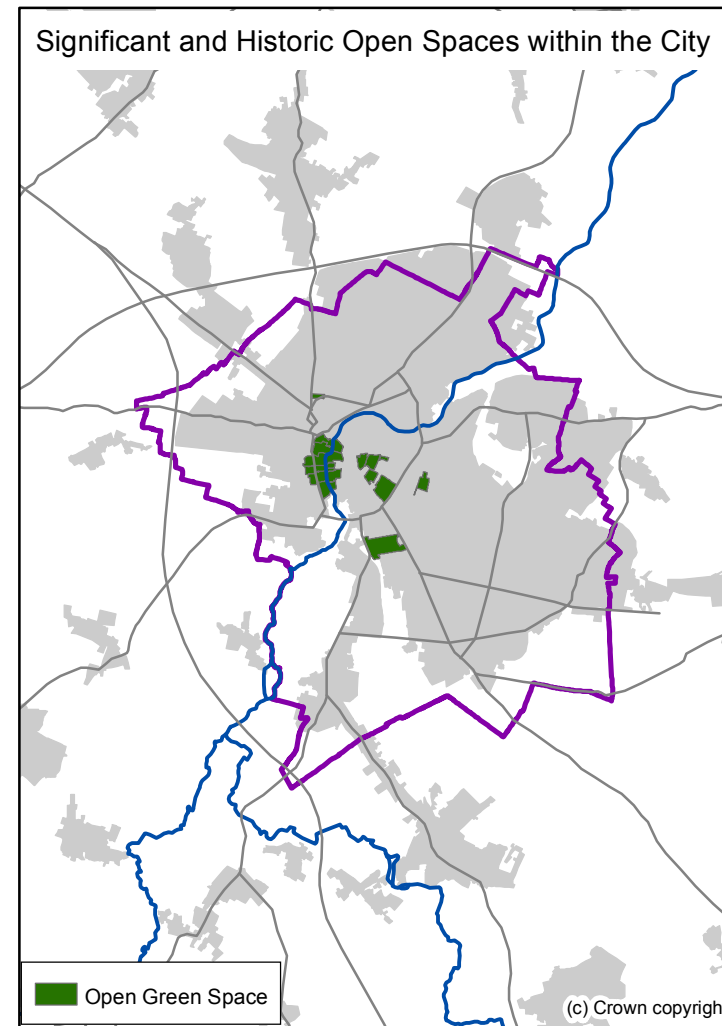 Significant and Historic Open Spaces within the City
Open Green Space
(c) Crown copyrigh